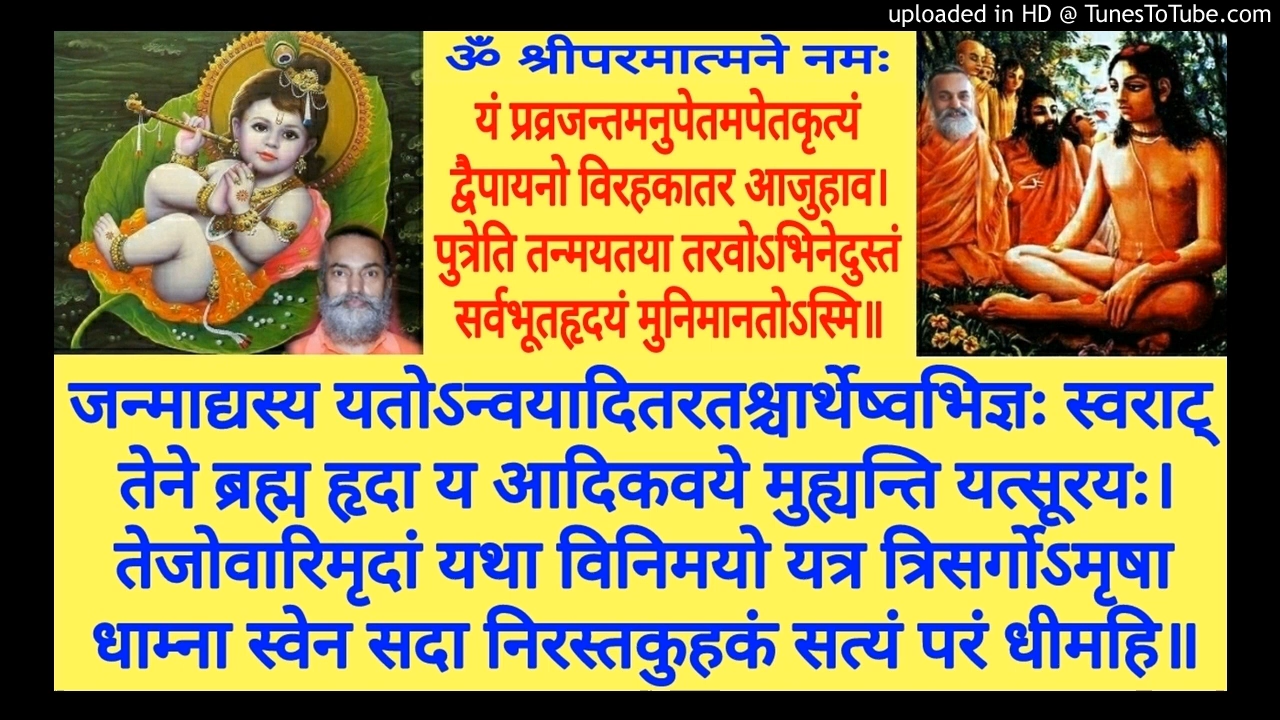 uploaded in HD @ TunesToTube.com
ॐ श्रीपरमात्मने नमः
यं प्रव्रजन्तमनुपेतमपेतकृत्यं
द्वैपायनो विरहकातर आजुहाव।
पुत्रेति तन्मयतया तरवोऽभिनेदुस्तं
सर्वभूतहृदयं मुनिमानतोऽस्मि॥
जन्माद्यस्य यतोऽन्वयादितरतश्चार्थेष्वभिज्ञः स्वराट्
तेने ब्रह्म हृदा य आदिकवये मुह्यन्ति यत्सूरयः।
तेजोवारिमृदां यथा विनिमयो यत्र त्रिसर्गोऽमृषा
धाम्ना स्वेन सदा निरस्तकुहकं सत्यं परं धीमहि॥